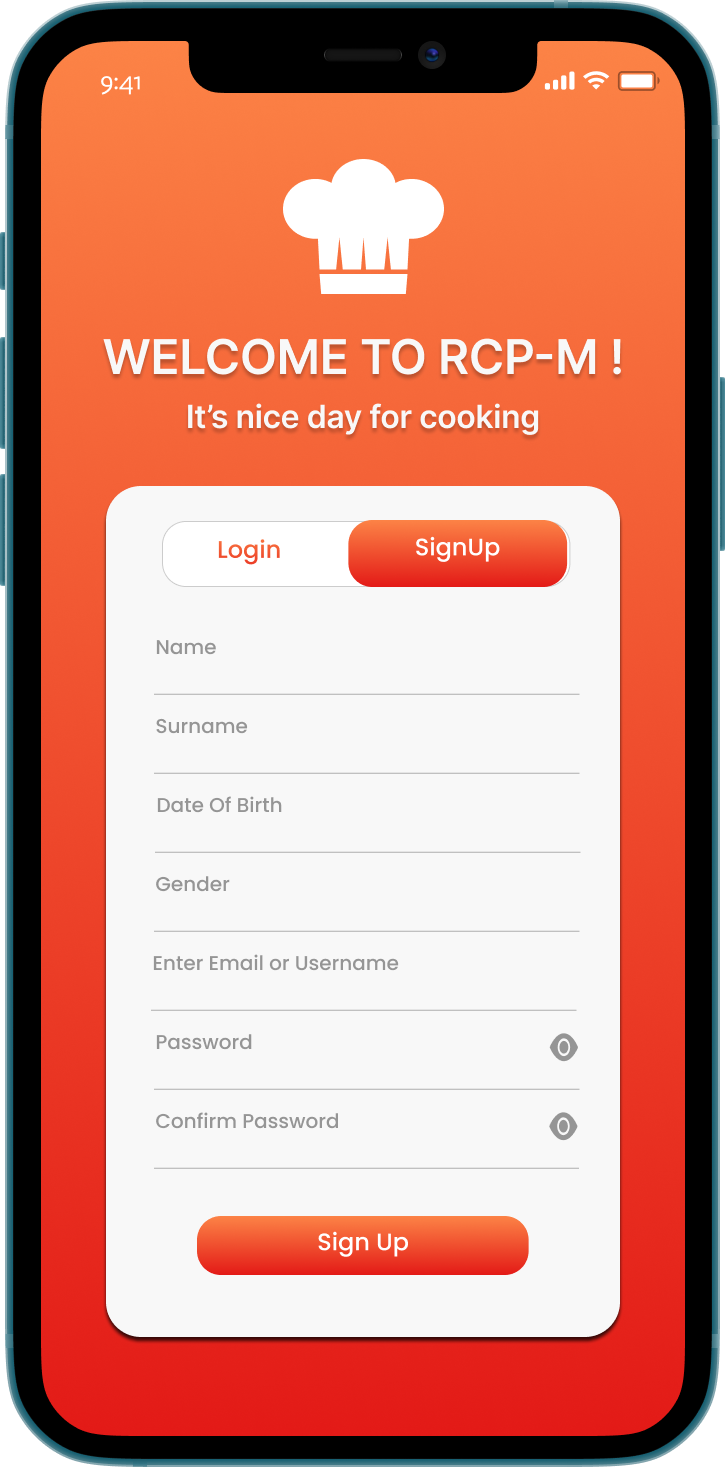 9:41
WELCOME TO RCP-M !
It’s nice day for cooking
Login
SignUp
Name
Surname
Date Of Birth
Gender
Enter Email or Username
Password
Confirm Password
Sign Up